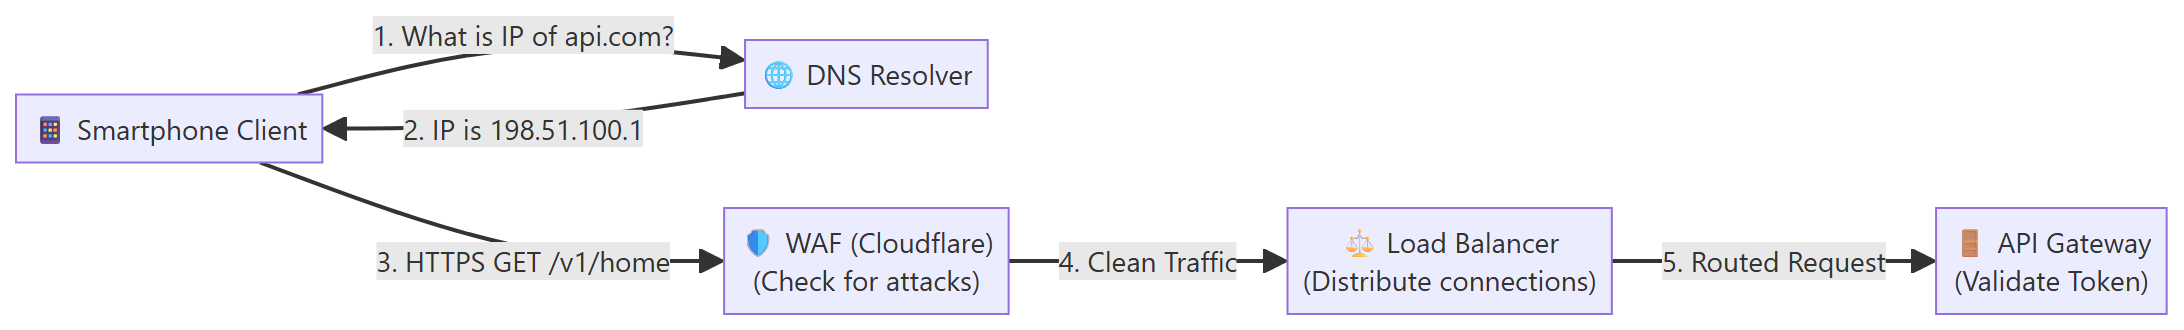 1. What is IP of api.com?
DNS Resolver
Smartphone Client
2. IP is 198.51.100.1
3. HTTPS GET /v1/home
WAF (Cloudflare)
(Check for attacks)
4. Clean Traffic
Load Balancer
(Distribute connections)
5. Routed Request
API Gateway
(Validate Token)